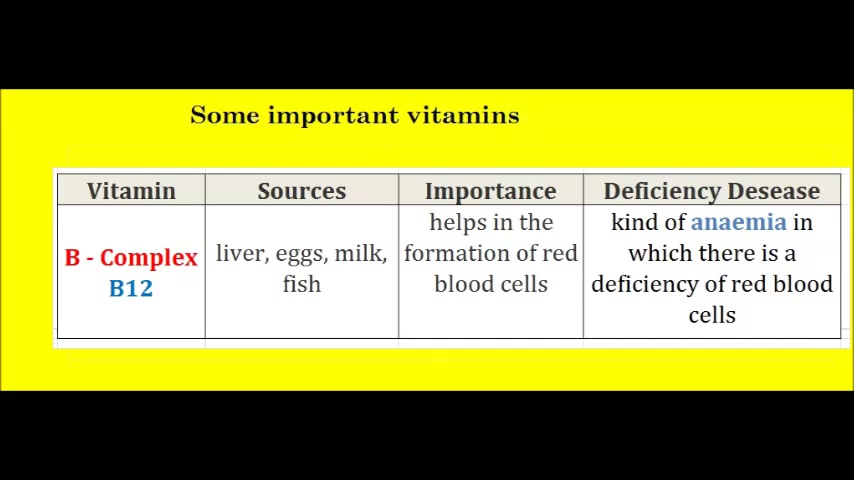 Some important vitamins
Vitamin Sources Importance Deficiency Desease
B - Complex
B12
liver, eggs, milk,
fish
helps in the
formation of red
blood cells
kind of anaemia in
which there is a
deficiency of red blood
cells